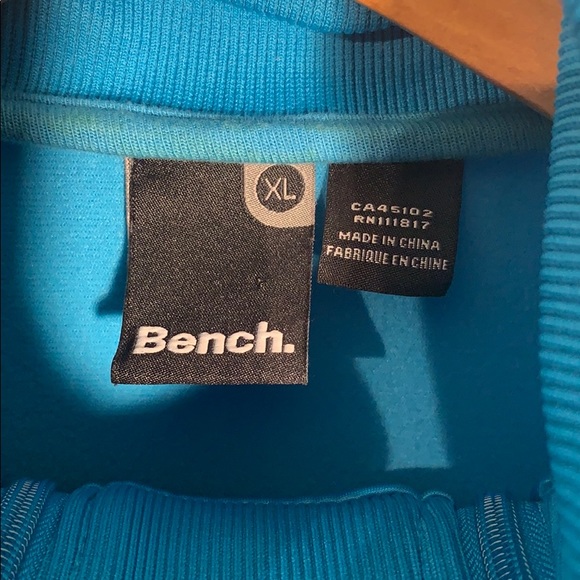 XL
Bench.
CA45102
RN111817
MADE IN CHINA
FABRIQUE EN CHINE